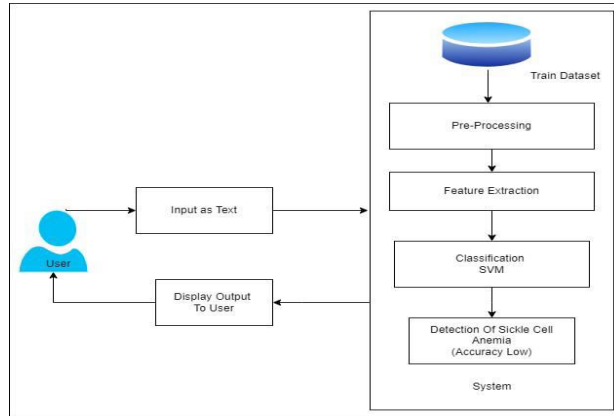 Train Dataset
Pre-Processing
Feature Extraction
Input as Text
User
Classification
SVM
Display Output
To User
Detection Of Sickle Cell
Anemia
(Accuracy Low)
System